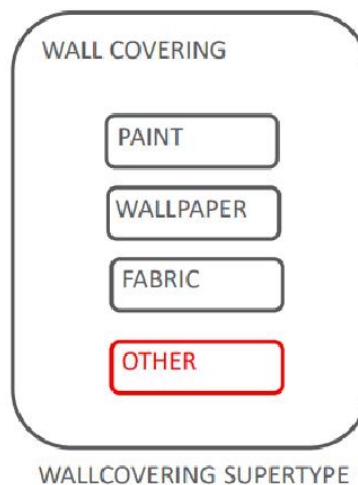 WALL COVERING
PAINT
WALLPAPER
FABRIC
OTHER
WALLCOVERING SUPERTYPE